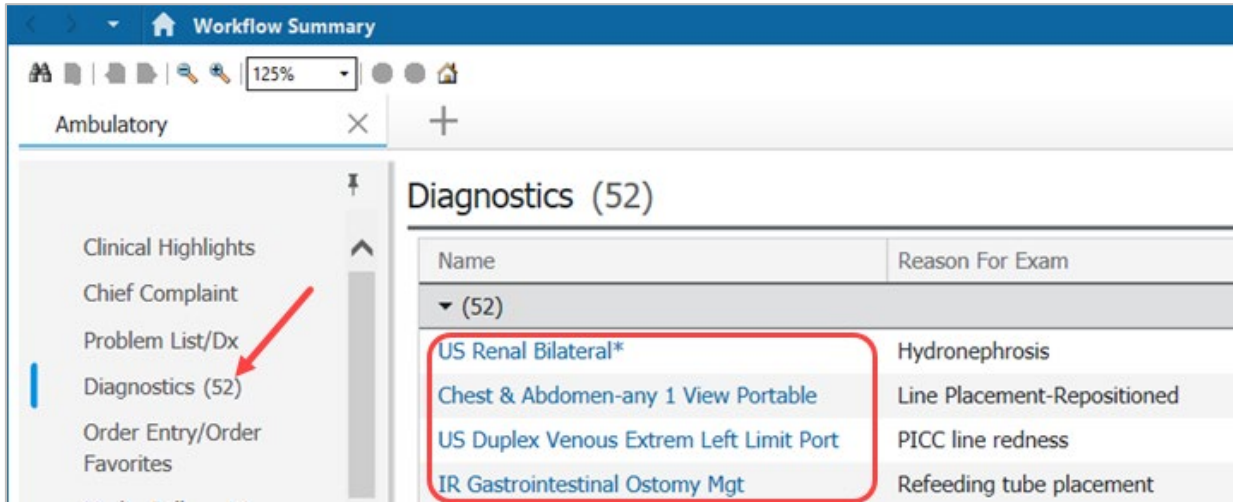 Workflow Summary
125%
Ambulatory
Diagnostics (52)
Clinical Highlights
Chief Complaint
Problem List/Dx
Diagnostics (52)
Order Entry/Order
Favorites
Name Reason For Exam
(52)
US Renal Bilateral* Hydronephrosis
Chest & Abdomen-any 1 View Portable Line Placement-Repositioned
US Duplex Venous Extrem Left Limit Port PICC line redness
IR Gastrointestinal Ostomy Mgt Refeeding tube placement